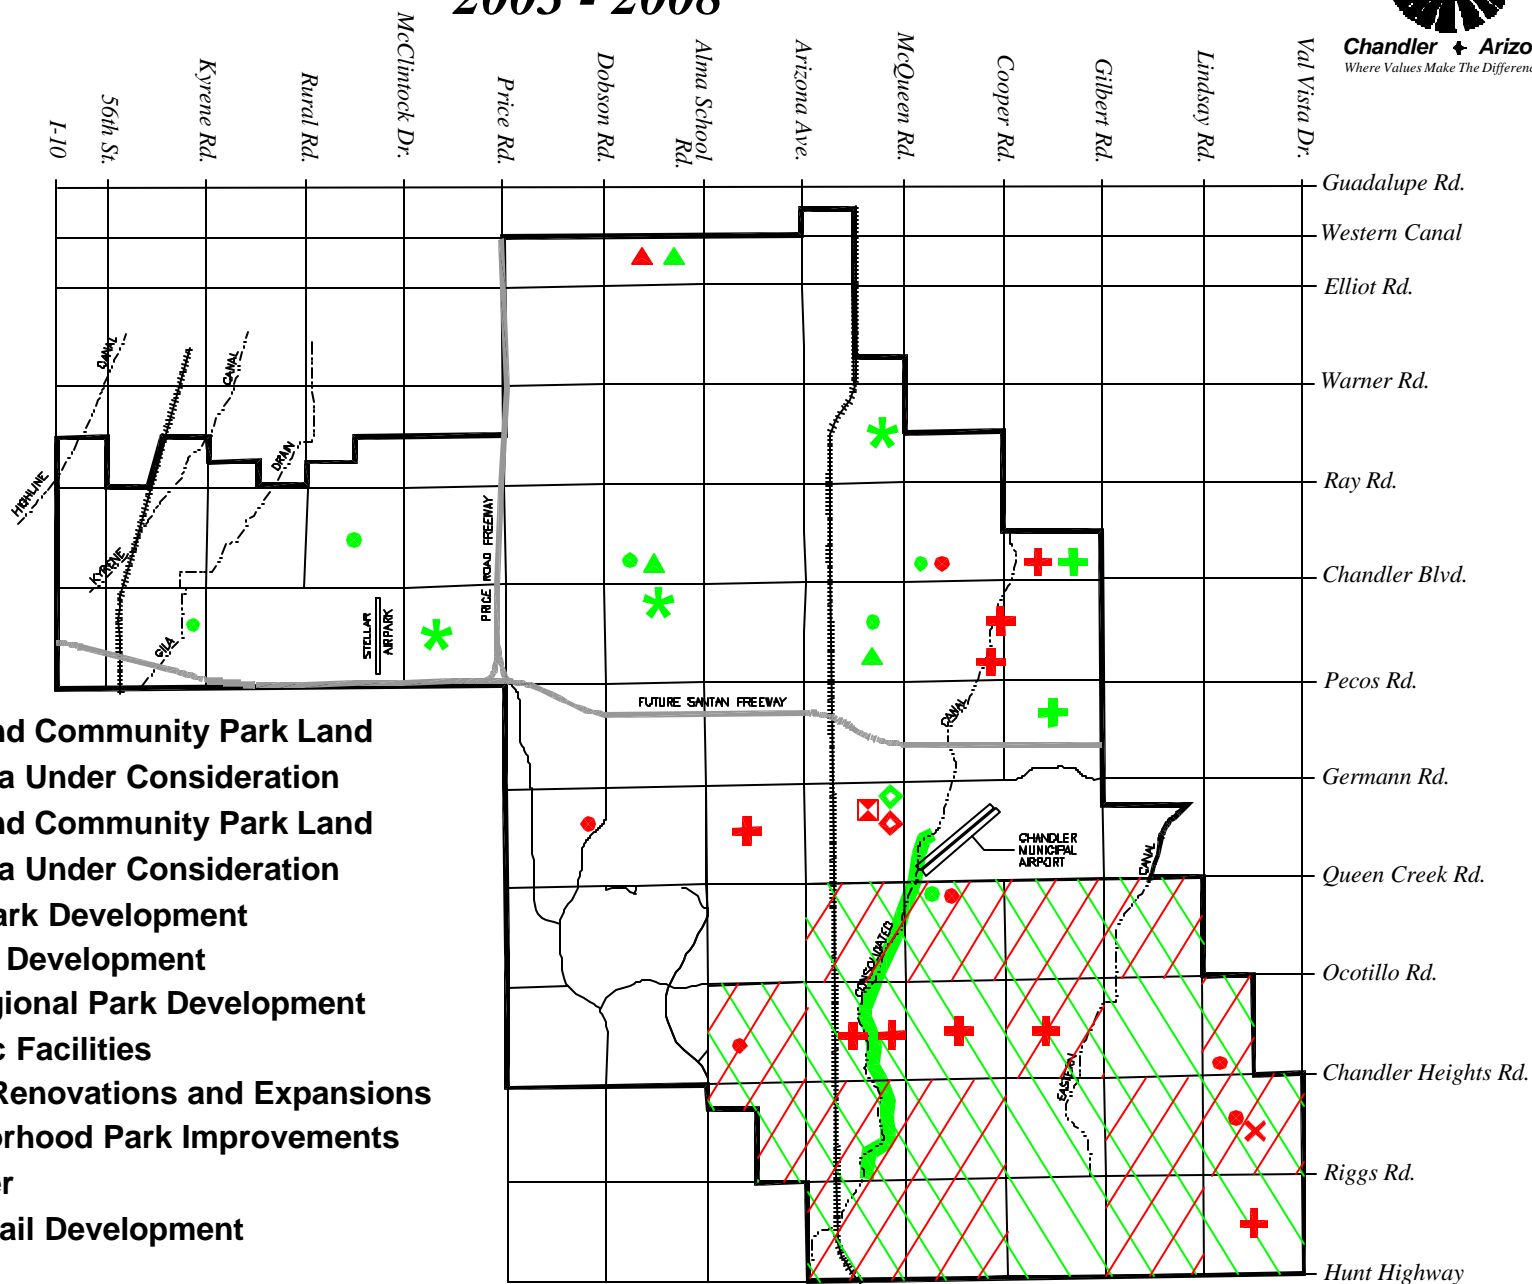 2003 - 2008
Chandler Arizo
Where Values Make The Differen
I-10
56th St.
Kyrene Rd.
Rural Rd.
McClintock Dr.
Price Rd.
Dobson Rd.
Alma School
Rd.
Arizona Ave.
McQueen Rd.
Cooper Rd.
Gilbert Rd.
Lindsay Rd.
Val Vista Dr.
Guadalupe Rd.
Western Canal
Elliot Rd.
Warner Rd.
Ray Rd.
Chandler Blvd.
Pecos Rd.
Germann Rd.
Queen Creek Rd.
Ocotillo Rd.
Chandler Heights Rd.
Riggs Rd.
Hunt Highway
HIGHLINE
CANAL
KYRENE
CANAL
GILA
DRAIN
STELLAR
AIRPARK
PRICE ROAD FREEWAY
FUTURE SANTAN FREEWAY
CANAL
CONSOLIDATED
CHANDLER
MUNICIPAL
AIRPORT
CANAL
EASTERN
nd Community Park Land
a Under Consideration
nd Community Park Land
a Under Consideration
ark Development
Development
gional Park Development
c Facilities
Renovations and Expansions
orhood Park Improvements
er
ail Development